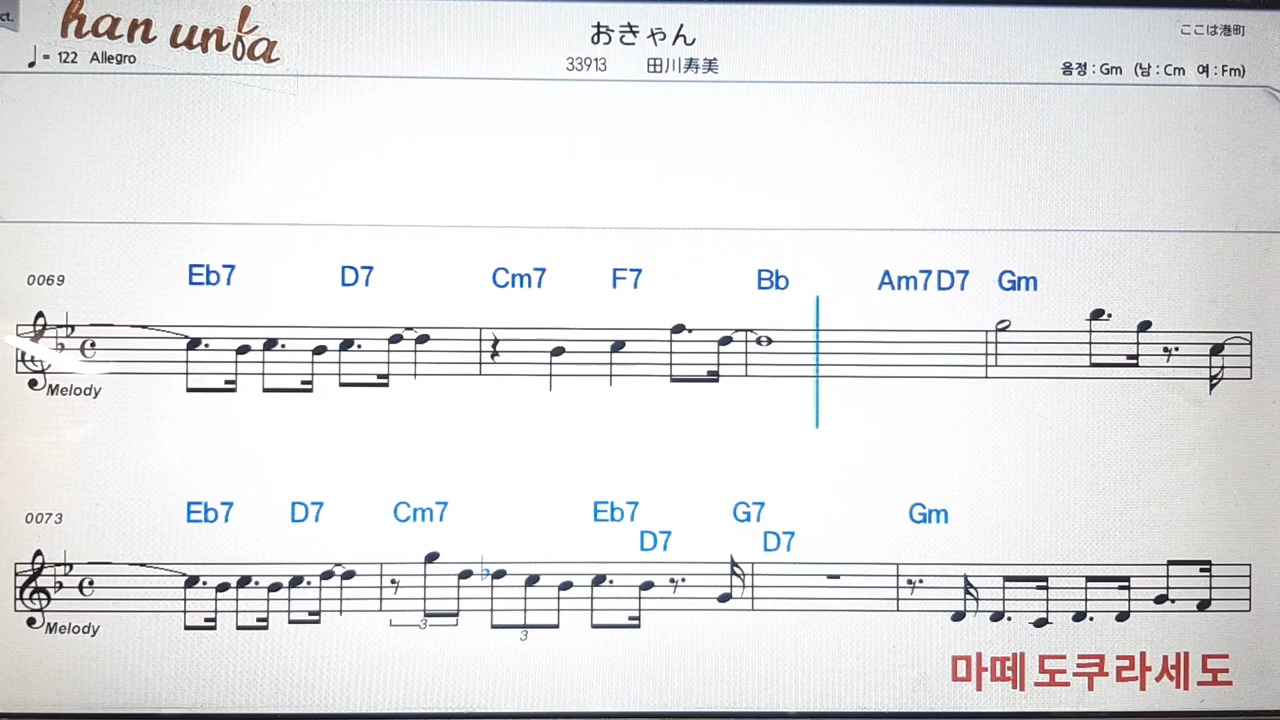 ct.
han unba
♩= 122 Allegro
おきゃん
33913 田川寿美
ここは港町
음정 : Gm (남 : Cm 여 : Fm)
0069 Eb7 D7 Cm7 F7 Bb Am7 D7 Gm
Melody
0073 Eb7 D7 Cm7 Eb7 G7 Gm
D7 D7
3 3
Melody
마떼 도쿠라세도